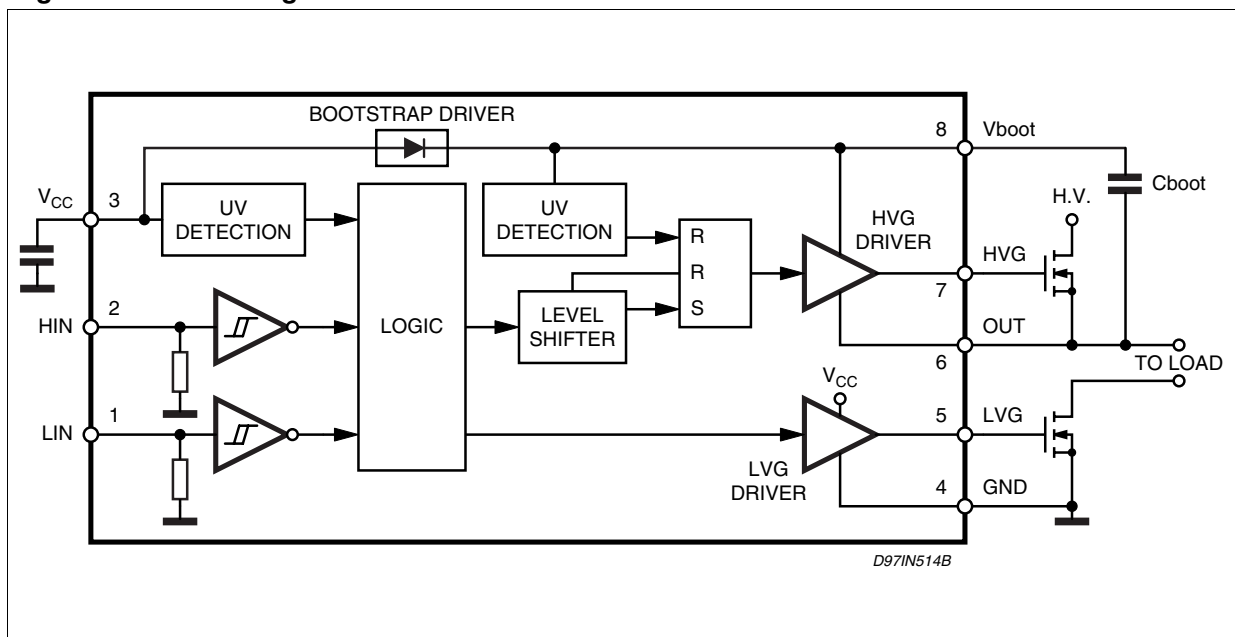 BOOTSTRAP DRIVER
8
Vboot
VCC
3
UV
DETECTION
UV
DETECTION
R
R
S
HVG
DRIVER
H.V.
Cboot
HVG
7
HIN
2
LOGIC
LEVEL
SHIFTER
OUT
6
TO LOAD
VCC
LIN
1
5
LVG
LVG
DRIVER
4
GND
D97IN514B